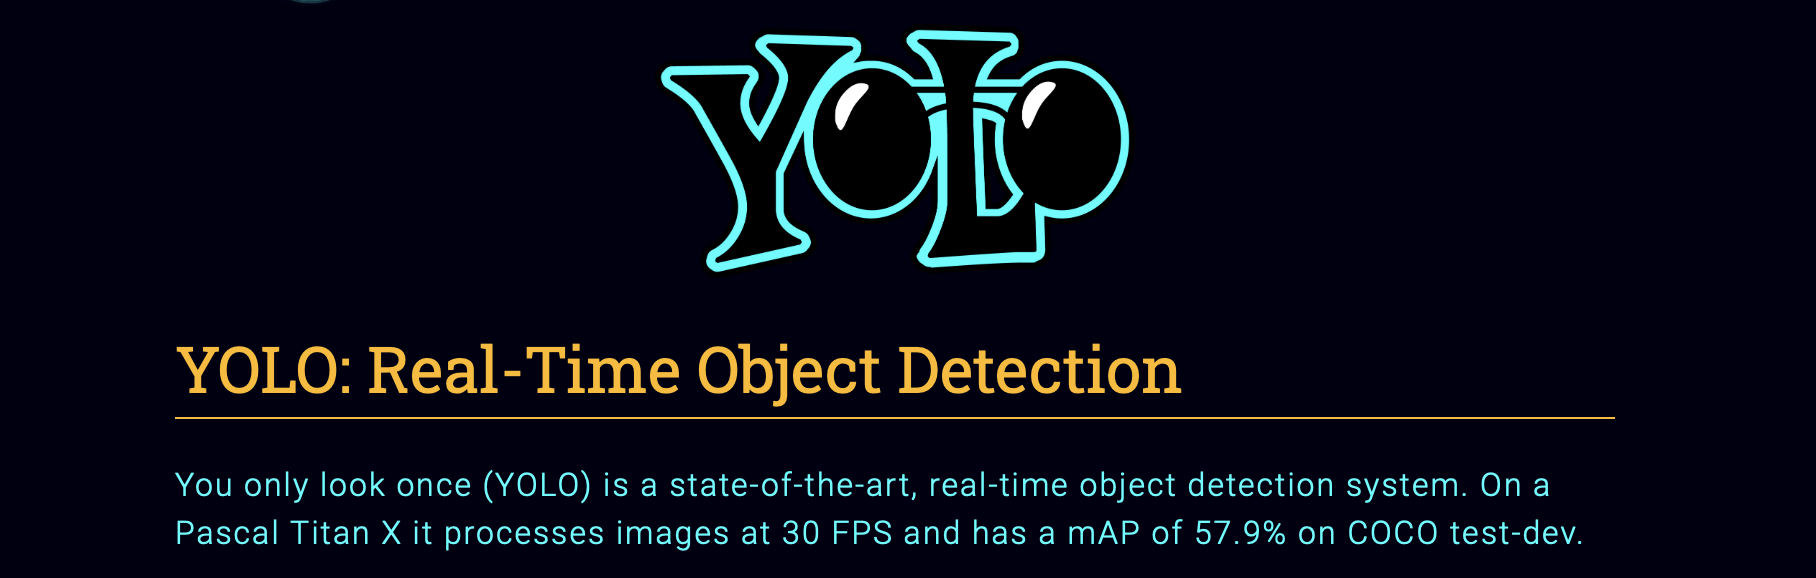 YOLO
YOLO: Real-Time Object Detection
You only look once (YOLO) is a state-of-the-art, real-time object detection system. On a
Pascal Titan X it processes images at 30 FPS and has a mAP of 57.9% on COCO test-dev.